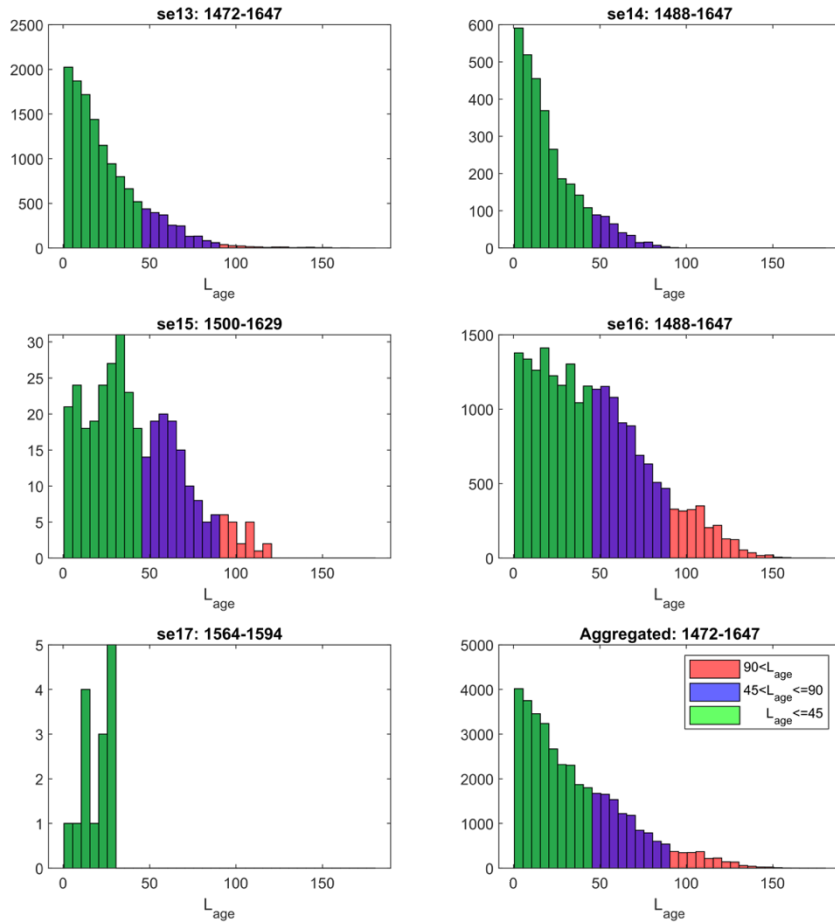 se13: 1472-1647
2500
2000
1500
1000
500
0
0 50 100 150
L_age
se14: 1488-1647
600
500
400
300
200
100
0
0 50 100 150
L_age
se15: 1500-1629
30
25
20
15
10
5
0
0 50 100 150
L_age
se16: 1488-1647
1500
1000
500
0
0 50 100 150
L_age
se17: 1564-1594
5
4
3
2
1
0
0 50 100 150
L_age
Aggregated: 1472-1647
5000
4000
3000
2000
1000
0
90<L_age
45<L_age<=90
L_age<=45
0 50 100 150
L_age